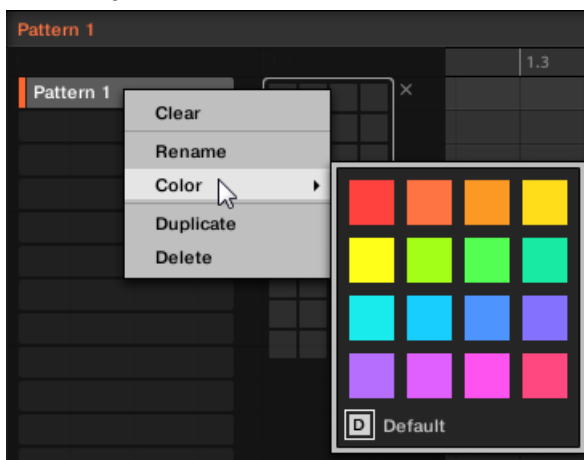 Pattern 1
1.3
Pattern 1
×
Clear
Rename
Color
Duplicate
Delete
D Default